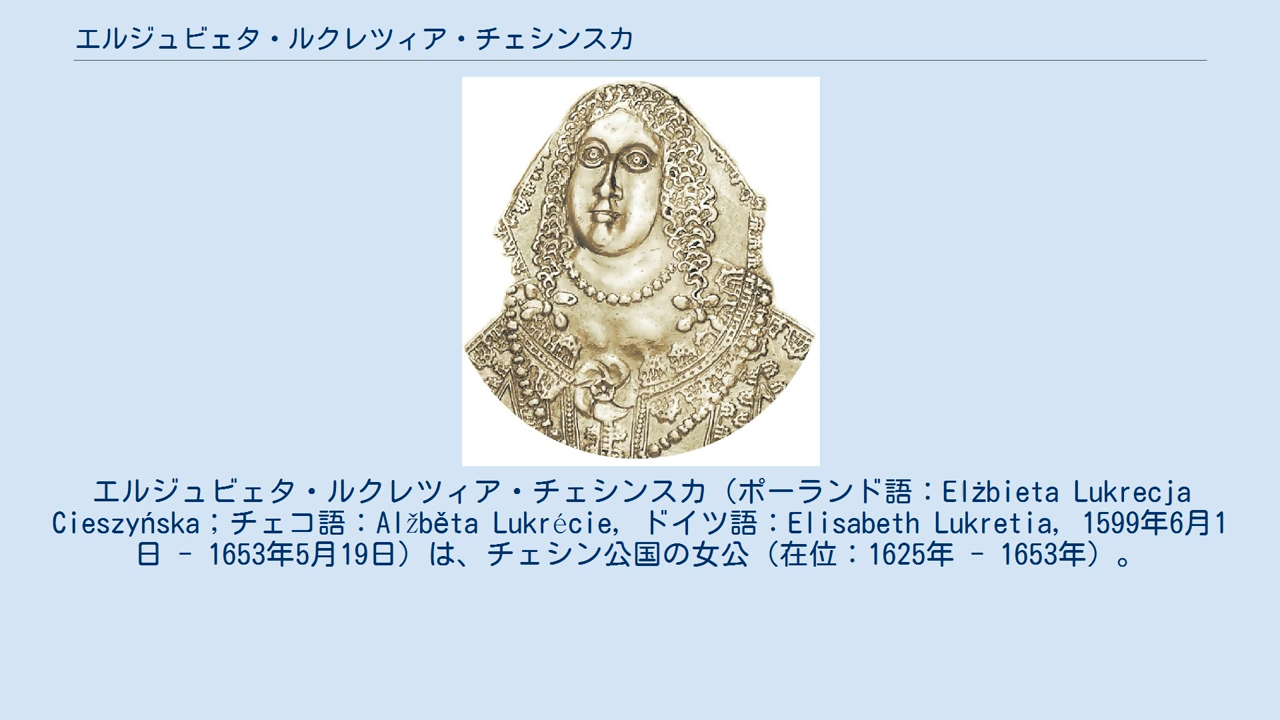 エルジュビェタ・ルクレツィア・チェシンスカ
エルジュビェタ・ルクレツィア・チェシンスカ（ポーランド語：Elżbieta Lukrecja
Cieszyńska；チェコ語：Alžběta Lukrécie, ドイツ語：Elisabeth Lukretia, 1599年6月1
日 - 1653年5月19日）は、チェシン公国の女公（在位：1625年 - 1653年）。